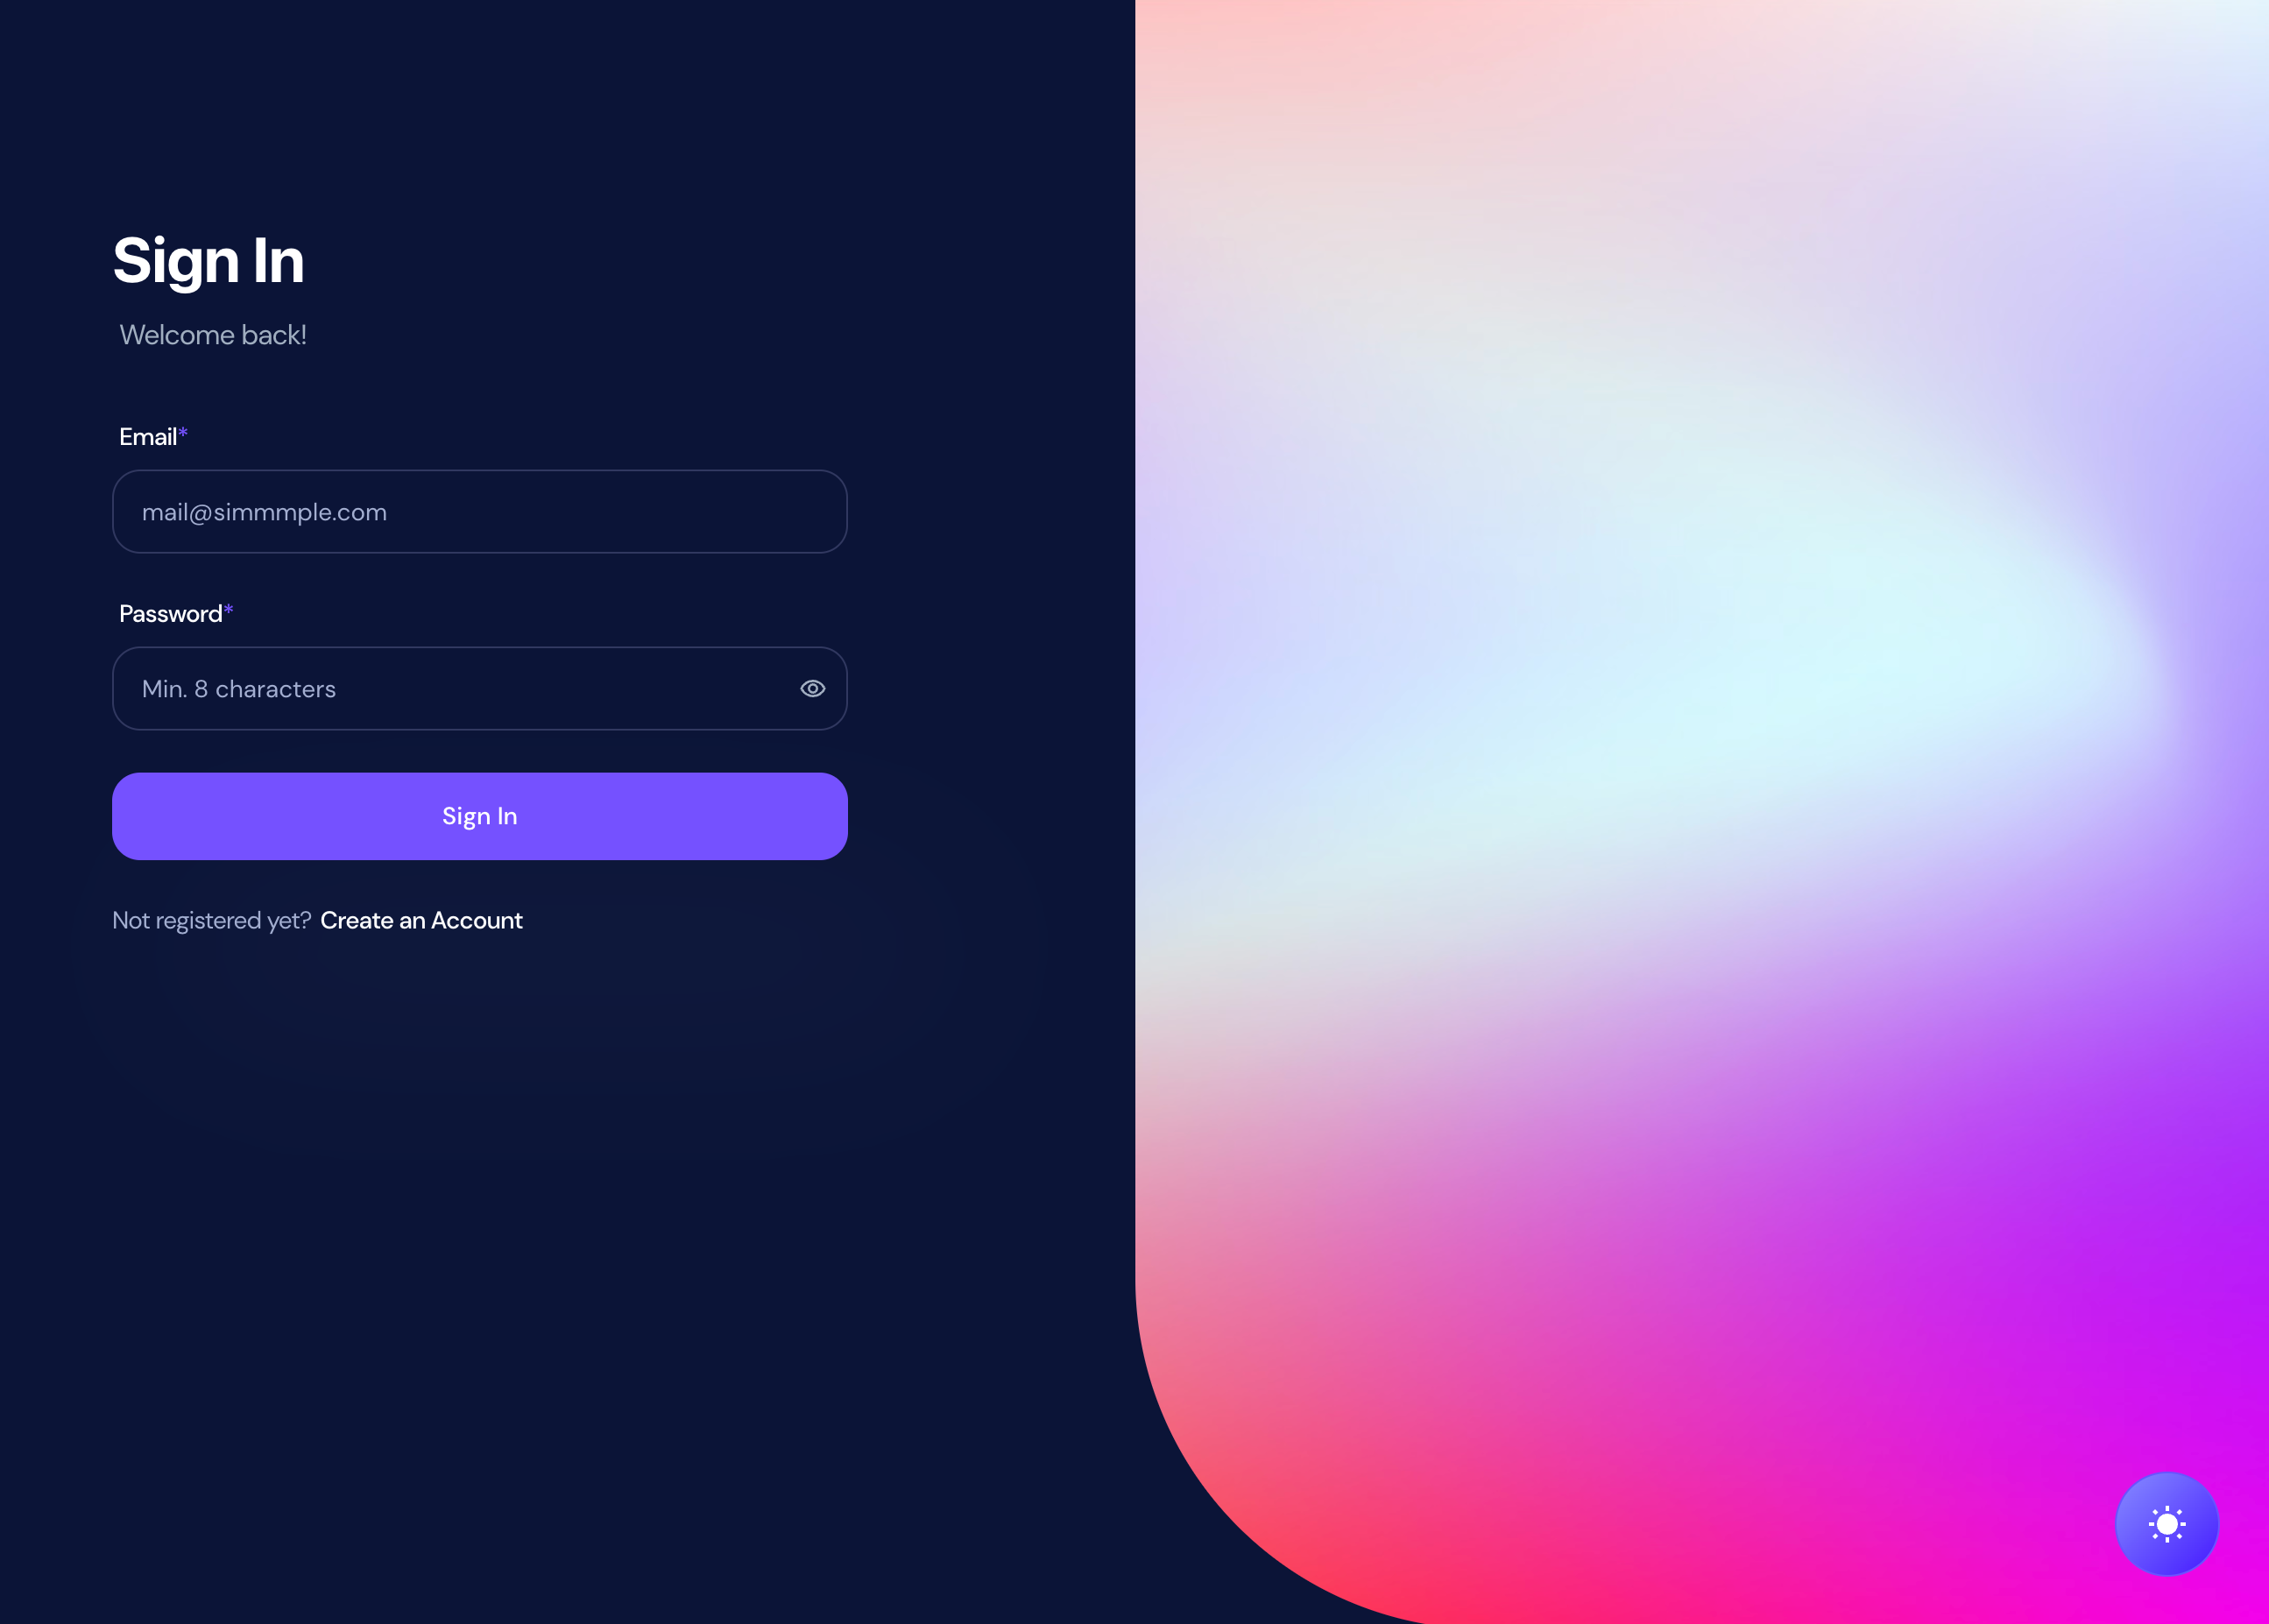 Sign In
Welcome back!
Email*
mail@simmmple.com
Password*
Min. 8 characters
Sign In
Not registered yet? Create an Account